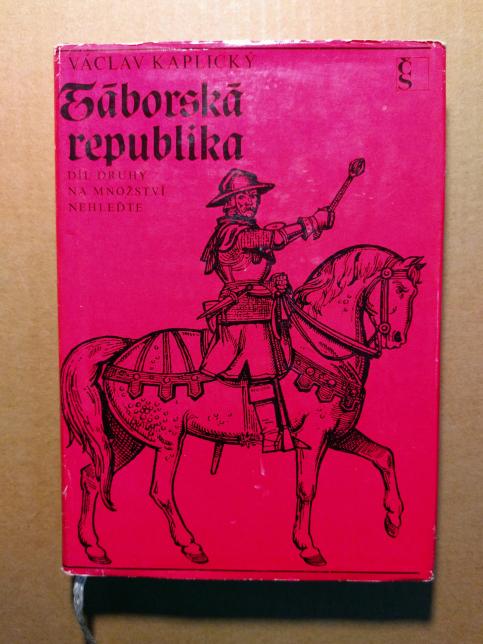 VÁCLAV KAPLICKÝ
ČS
Táborská
republika
DÍL DRUHÝ
NA MNOŽSTVÍ
NEHLEĎTE